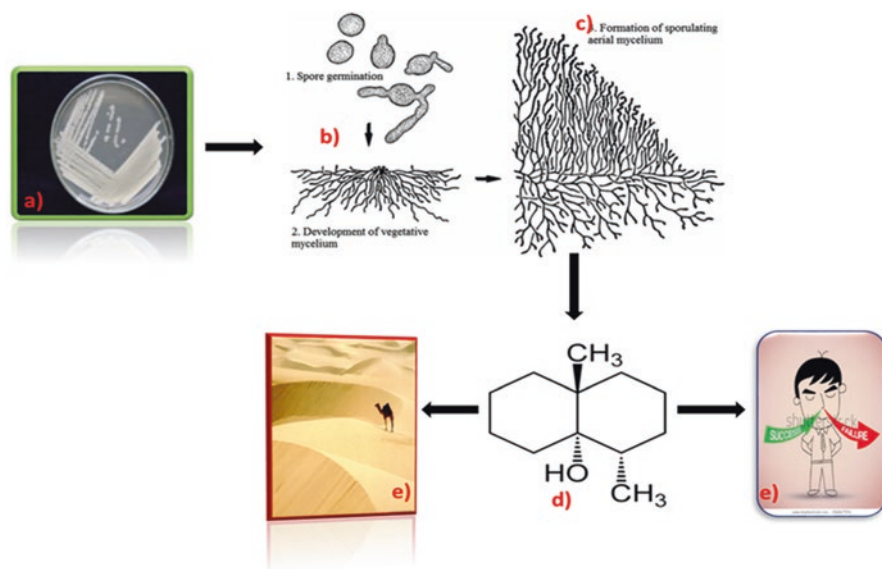 a)
1. Spore germination
b)
2. Development of vegetative
mycelium
c)
. Formation of sporulating
aerial mycelium
CH₃
HO
CH₃
d)
e)
SUCCESS
FAILURE
e)